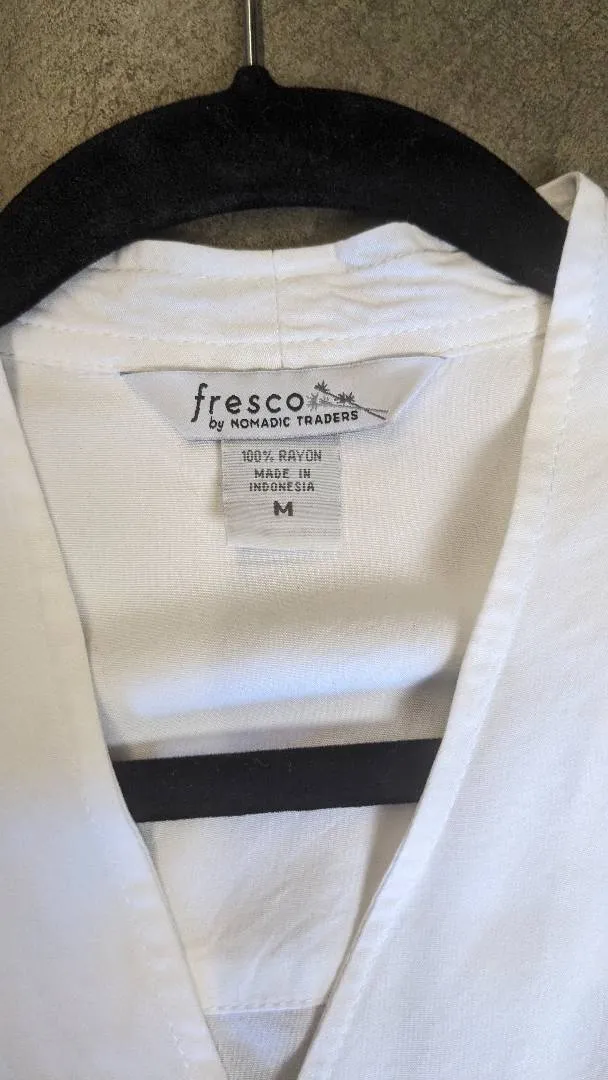 fresco
by NOMADIC TRADERS
100% RAYON
MADE IN
INDONESIA
M